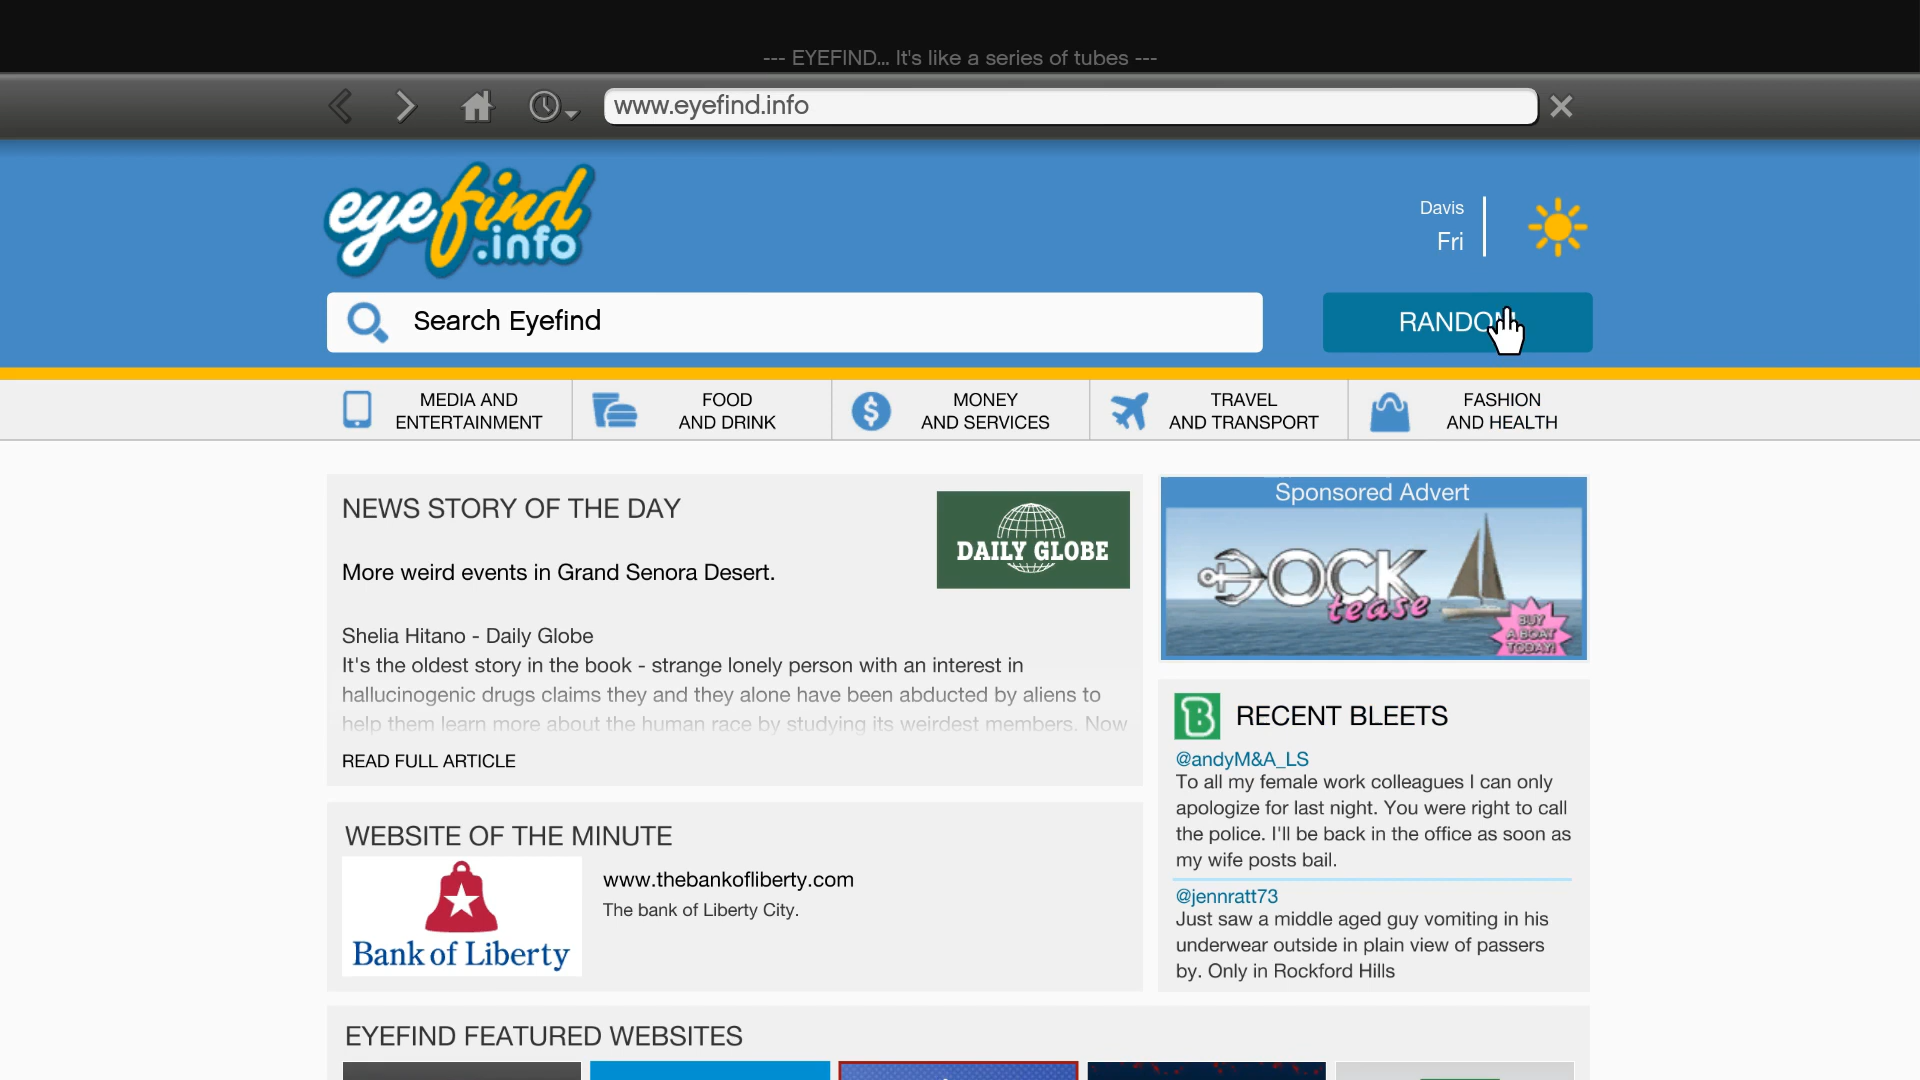 --- EYEFIND... It's like a series of tubes ---
www.eyefind.info
eyefind
.info
Davis
Fri
Search Eyefind
RANDOM
MEDIA AND
ENTERTAINMENT
FOOD
AND DRINK
MONEY
AND SERVICES
TRAVEL
AND TRANSPORT
FASHION
AND HEALTH
NEWS STORY OF THE DAY
DAILY GLOBE
More weird events in Grand Senora Desert.
Shelia Hitano - Daily Globe
It's the oldest story in the book - strange lonely person with an interest in
hallucinogenic drugs claims they and they alone have been abducted by aliens to
help them learn more about the human race by studying its weirdest members. Now
READ FULL ARTICLE
Sponsored Advert
DOCK
tease
BUY
A BOAT
TODAY!
B
RECENT BLEETS
@andyM&A_LS
To all my female work colleagues I can only
apologize for last night. You were right to call
the police. I'll be back in the office as soon as
my wife posts bail.
@jennratt73
Just saw a middle aged guy vomiting in his
underwear outside in plain view of passers
by. Only in Rockford Hills
WEBSITE OF THE MINUTE
Bank of Liberty
www.thebankofliberty.com
The bank of Liberty City.
EYEFIND FEATURED WEBSITES